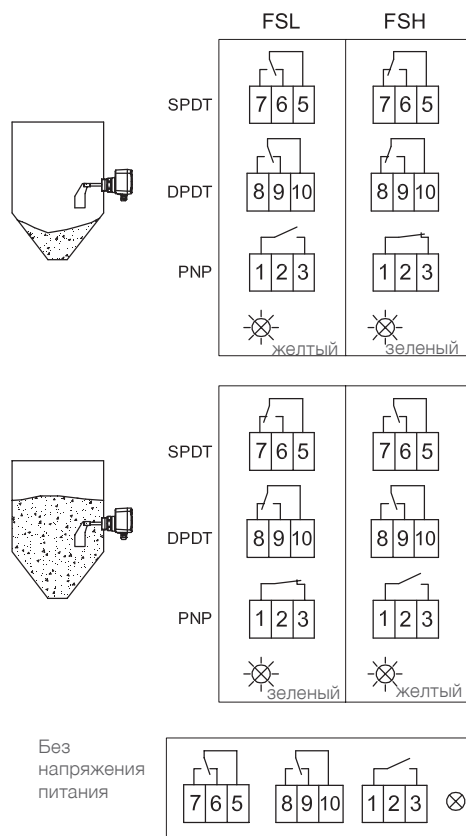 FSL FSH
SPDT 7 6 5 7 6 5
DPDT 8 9 10 8 9 10
PNP 1 2 3 1 2 3
желтый зеленый
SPDT 7 6 5 7 6 5
DPDT 8 9 10 8 9 10
PNP 1 2 3 1 2 3
зеленый желтый
Без
напряжения
питания
7 6 5 8 9 10 1 2 3